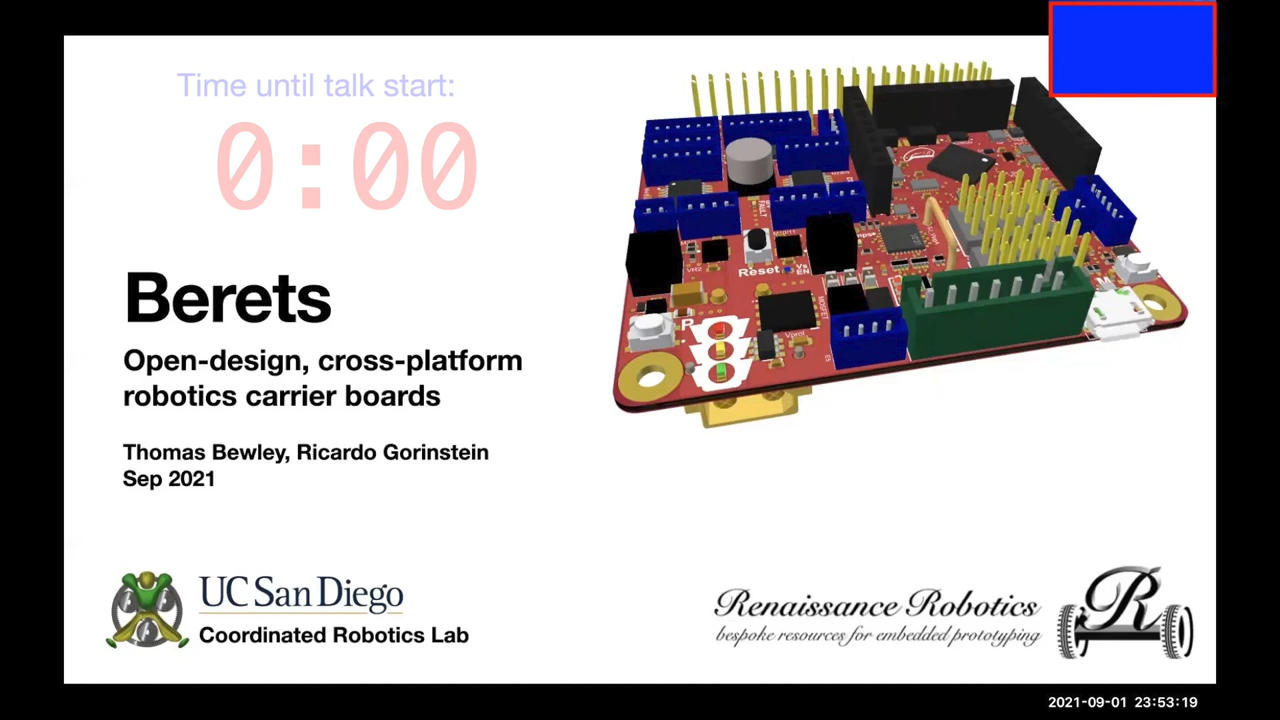 Time until talk start:
0:00
Berets
Open-design, cross-platform
robotics carrier boards
Thomas Bewley, Ricardo Gorinstein
Sep 2021
Reset
FAULT
MOSFET
UC San Diego
Coordinated Robotics Lab
Renaissance Robotics
bespoke resources for embedded prototyping
R
2021-09-01 23:53:19